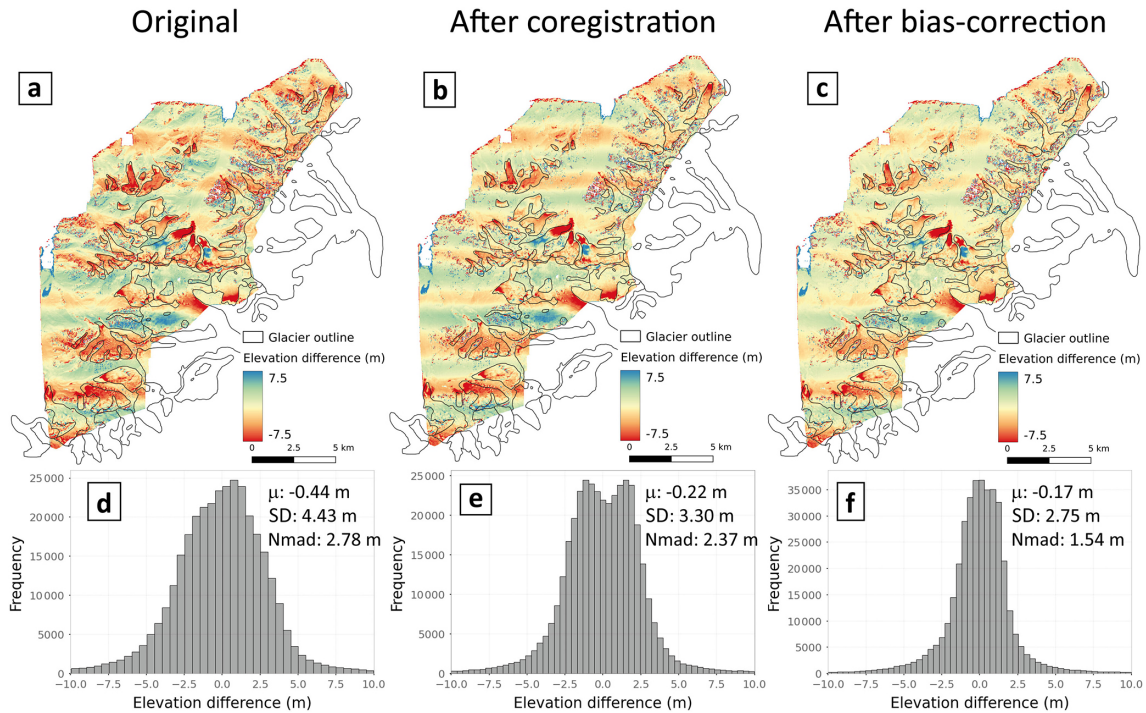 Original
After coregistration
After bias-correction
a
b
c
Glacier outline
Elevation difference (m)
7.5
-7.5
0 2.5 5 km
Glacier outline
Elevation difference (m)
7.5
-7.5
0 2.5 5 km
Glacier outline
Elevation difference (m)
7.5
-7.5
0 2.5 5 km
d
μ: -0.44 m
SD: 4.43 m
Nmad: 2.78 m
Frequency
25000
20000
15000
10000
5000
0
−10.0 −7.5 −5.0 −2.5 0.0 2.5 5.0 7.5 10.0
Elevation difference (m)
e
μ: -0.22 m
SD: 3.30 m
Nmad: 2.37 m
Frequency
25000
20000
15000
10000
5000
0
−10.0 −7.5 −5.0 −2.5 0.0 2.5 5.0 7.5 10.0
Elevation difference (m)
f
μ: -0.17 m
SD: 2.75 m
Nmad: 1.54 m
Frequency
35000
30000
25000
20000
15000
10000
5000
0
−10.0 −7.5 −5.0 −2.5 0.0 2.5 5.0 7.5 10.0
Elevation difference (m)